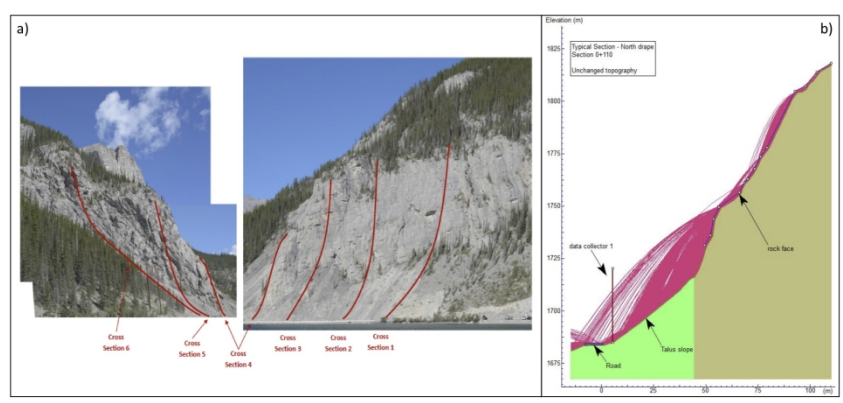 a)
Cross
Section 6
Cross
Section 5
Cross
Section 4
Cross
Section 3
Cross
Section 2
Cross
Section 1
b)
Elevation (m)
Typical Section - North drape
Section 0+110
Unchanged topography
1825
1800
1775
1750
1725
1700
1675
data collector 1
rock face
Talus slope
Road
0
25
50
75
100
(m)